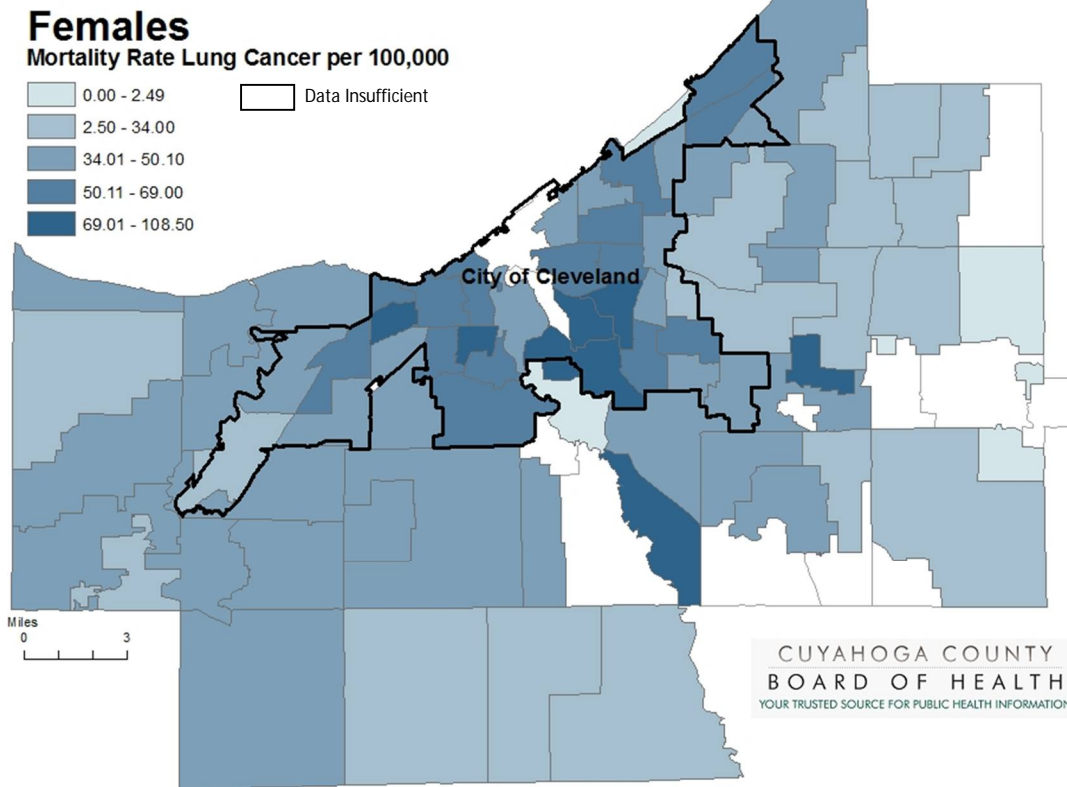 Females
Mortality Rate Lung Cancer per 100,000
0.00 - 2.49
2.50 - 34.00
34.01 - 50.10
50.11 - 69.00
69.01 - 108.50
Data Insufficient
City of Cleveland
Miles
0 3
CUYAHOGA COUNTY
BOARD OF HEALTH
YOUR TRUSTED SOURCE FOR PUBLIC HEALTH INFORMATION